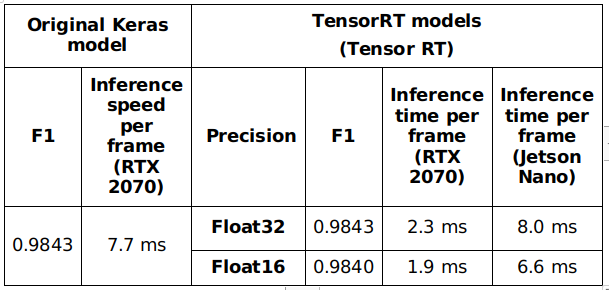 Original Keras
model
TensorRT models
(Tensor RT)
F1
Inference
speed
per
frame
(RTX
2070)
Precision
F1
Inference
time per
frame
(RTX
2070)
Inference
time per
frame
(Jetson
Nano)
0.9843
7.7 ms
Float32
0.9843
2.3 ms
8.0 ms
Float16
0.9840
1.9 ms
6.6 ms